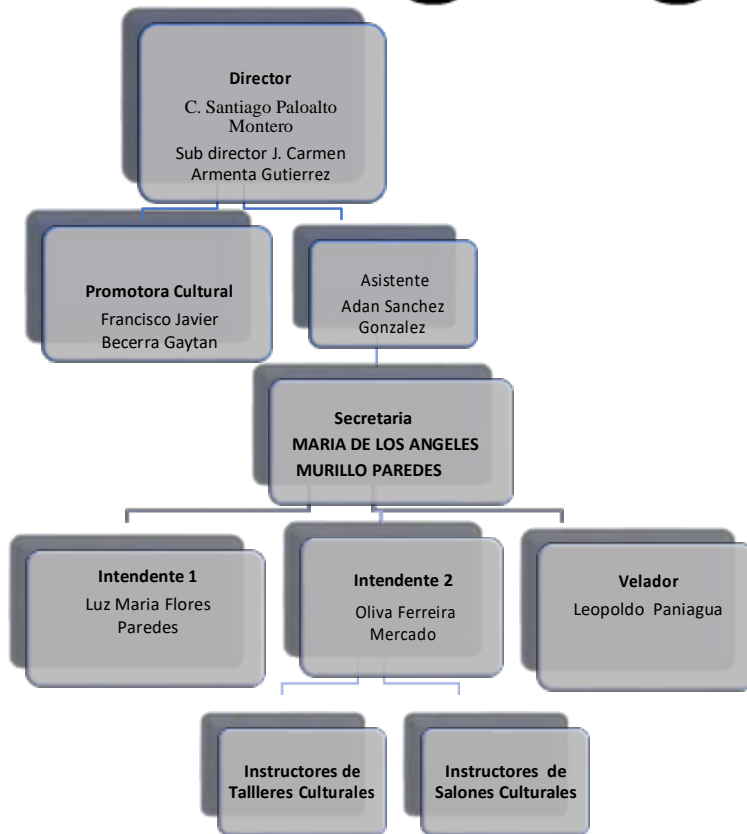 Director
C. Santiago Paloalto
Montero
Sub director J. Carmen
Armenta Gutierrez
Promotora Cultural
Francisco Javier
Becerra Gaytan
Asistente
Adan Sanchez
Gonzalez
Secretaria
MARIA DE LOS ANGELES
MURILLO PAREDES
Intendente 1
Luz Maria Flores
Paredes
Intendente 2
Oliva Ferreira
Mercado
Velador
Leopoldo Paniagua
Instructores de
Tallleres Culturales
Instructores de
Salones Culturales